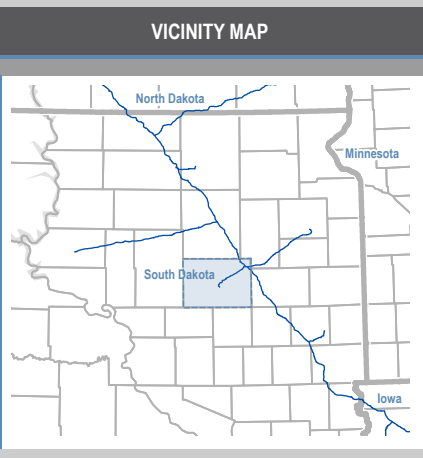 VICINITY MAP
North Dakota
Minnesota
South Dakota
Iowa